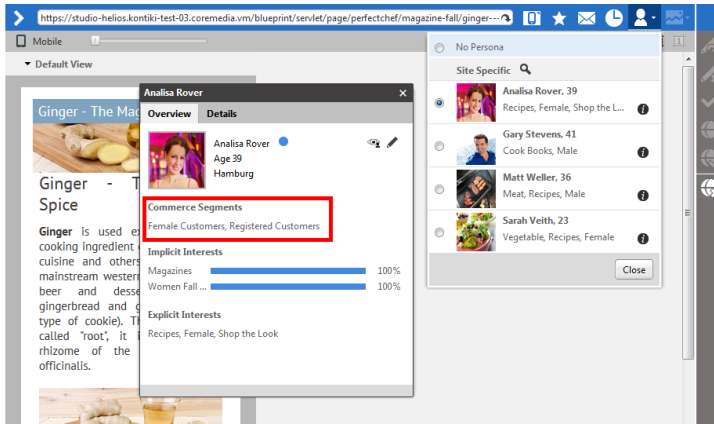 https://studio-helios.kontiki-test-03.coremedia.vm/blueprint/servlet/page/perfectchef/magazine-fall/ginger---
Mobile
Default View
Ginger - The Mag
Ginger - T
Spice
Ginger is used ex
cooking ingredient
cuisine and others
mainstream western
beer and desse
gingerbread and g
type of cookie). Th
called "root", it i
rhizome of the
officinalis.
Analisa Rover
Overview Details
Analisa Rover
Age 39
Hamburg
Commerce Segments
Female Customers, Registered Customers
Implicit Interests
Magazines 100%
Women Fall ... 100%
Explicit Interests
Recipes, Female, Shop the Look
No Persona
Site Specific
Analisa Rover, 39
Recipes, Female, Shop the L...
Gary Stevens, 41
Cook Books, Male
Matt Weller, 36
Meat, Recipes, Male
Sarah Veith, 23
Vegetable, Recipes, Female
Close